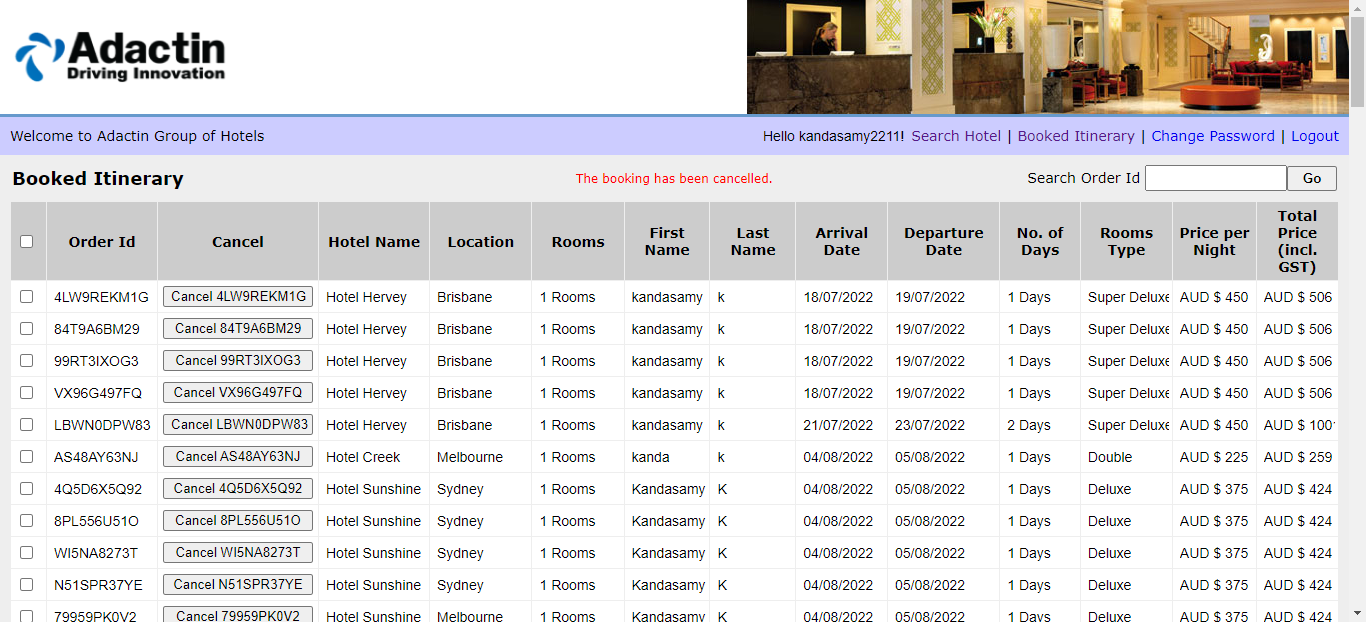 Adactin
Driving Innovation
Welcome to Adactin Group of Hotels
Hello kandasamy2211! Search Hotel | Booked Itinerary | Change Password | Logout
Booked Itinerary
The booking has been cancelled.
Search Order Id
Go
Order Id Cancel Hotel Name Location Rooms First Name Last Name Arrival Date Departure Date No. of Days Rooms Type Price per Night Total Price (incl. GST)
4LW9REKM1G Cancel 4LW9REKM1G Hotel Hervey Brisbane 1 Rooms kandasamy k 18/07/2022 19/07/2022 1 Days Super Deluxe AUD $ 450 AUD $ 506
84T9A6BM29 Cancel 84T9A6BM29 Hotel Hervey Brisbane 1 Rooms kandasamy k 18/07/2022 19/07/2022 1 Days Super Deluxe AUD $ 450 AUD $ 506
99RT3IXOG3 Cancel 99RT3IXOG3 Hotel Hervey Brisbane 1 Rooms kandasamy k 18/07/2022 19/07/2022 1 Days Super Deluxe AUD $ 450 AUD $ 506
VX96G497FQ Cancel VX96G497FQ Hotel Hervey Brisbane 1 Rooms kandasamy k 18/07/2022 19/07/2022 1 Days Super Deluxe AUD $ 450 AUD $ 506
LBWN0DPW83 Cancel LBWN0DPW83 Hotel Hervey Brisbane 1 Rooms kandasamy k 21/07/2022 23/07/2022 2 Days Super Deluxe AUD $ 450 AUD $ 100
AS48AY63NJ Cancel AS48AY63NJ Hotel Creek Melbourne 1 Rooms kanda k 04/08/2022 05/08/2022 1 Days Double AUD $ 225 AUD $ 259
4Q5D6X5Q92 Cancel 4Q5D6X5Q92 Hotel Sunshine Sydney 1 Rooms Kandasamy K 04/08/2022 05/08/2022 1 Days Deluxe AUD $ 375 AUD $ 424
8PL556U51O Cancel 8PL556U51O Hotel Sunshine Sydney 1 Rooms Kandasamy K 04/08/2022 05/08/2022 1 Days Deluxe AUD $ 375 AUD $ 424
WI5NA8273T Cancel WI5NA8273T Hotel Sunshine Sydney 1 Rooms Kandasamy K 04/08/2022 05/08/2022 1 Days Deluxe AUD $ 375 AUD $ 424
N51SPR37YE Cancel N51SPR37YE Hotel Sunshine Sydney 1 Rooms Kandasamy K 04/08/2022 05/08/2022 1 Days Deluxe AUD $ 375 AUD $ 424
79959PK0V2 Cancel 79959PK0V2 Hotel Sunshine Melbourne 1 Rooms Kandasamy K 04/08/2022 05/08/2022 1 Days Deluxe AUD $ 375 AUD $ 424